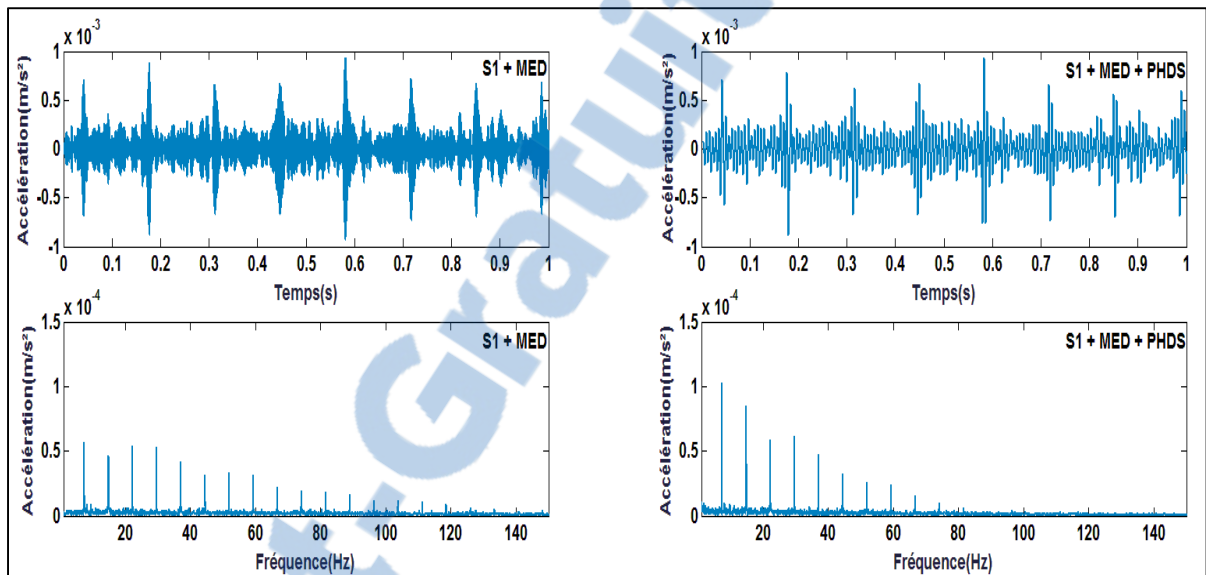 x 10⁻³
Accélération(m/s²)
1
0.5
0
-0.5
-1
S1 + MED
0 0.1 0.2 0.3 0.4 0.5 0.6 0.7 0.8 0.9 1
Temps(s)
x 10⁻³
Accélération(m/s²)
1
0.5
0
-0.5
-1
S1 + MED + PHDS
0 0.1 0.2 0.3 0.4 0.5 0.6 0.7 0.8 0.9 1
Temps(s)
x 10⁻⁴
Accélération(m/s²)
1.5
1
0.5
0
S1 + MED
20 40 60 80 100 120 140
Fréquence(Hz)
x 10⁻⁴
Accélération(m/s²)
1.5
1
0.5
0
S1 + MED + PHDS
20 40 60 80 100 120 140
Fréquence(Hz)
t-Gratuit